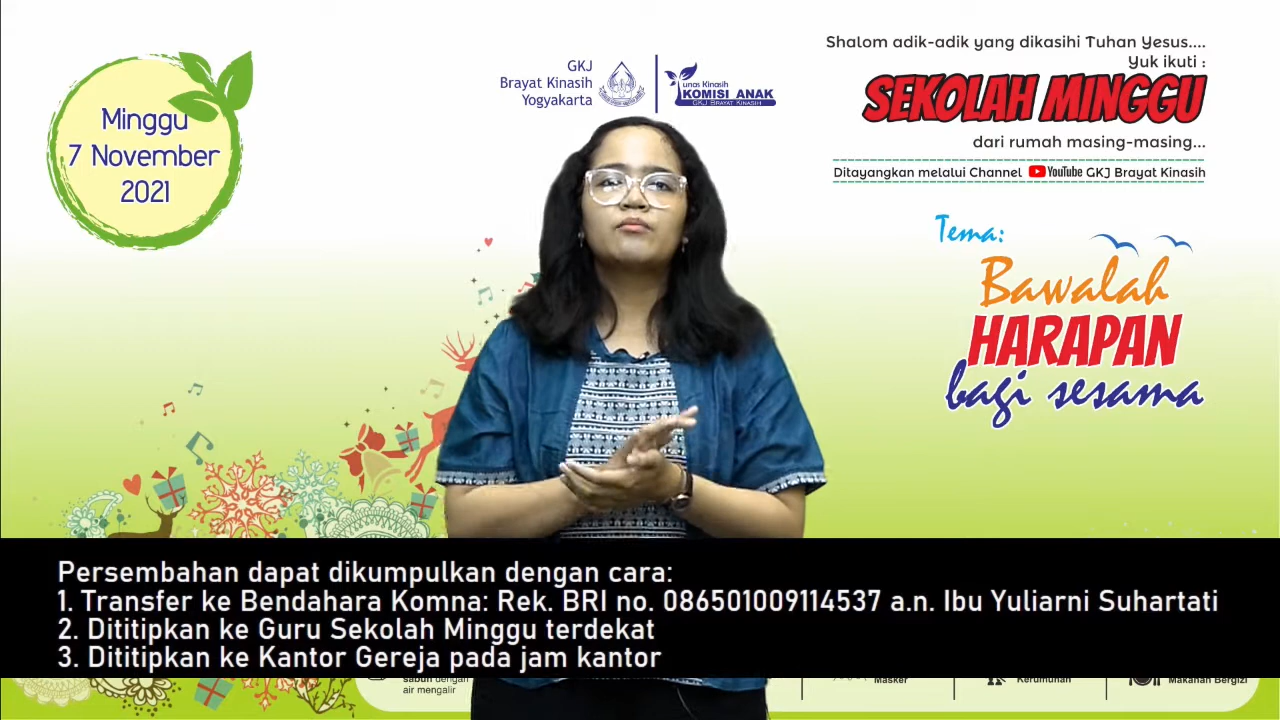 Minggu
7 November
2021
GKJ
Brayat Kinasih
Yogyakarta
Tunas Kinasih
KOMISI ANAK
GKJ BRAYAT KINASIH
Shalom adik-adik yang dikasihi Tuhan Yesus....
Yuk ikuti :
SEKOLAH MINGGU
dari rumah masing-masing...
Ditayangkan melalui Channel YouTube GKJ Brayat Kinasih
Tema:
Bawalah
HARAPAN
bagi sesama
Persembahan dapat dikumpulkan dengan cara:
1. Transfer ke Bendahara Komna: Rek. BRI no. 086501009114537 a.n. Ibu Yuliarni Suhartati
2. Dititipkan ke Guru Sekolah Minggu terdekat
3. Dititipkan ke Kantor Gereja pada jam kantor
sabun dengan
air mengalir
Masker
Kerumunan
Makanan Bergizi